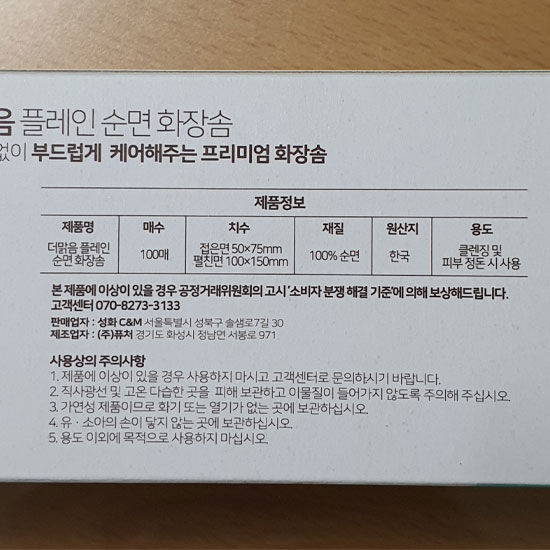 음 플레인 순면 화장솜
없이 부드럽게 케어해주는 프리미엄 화장솜
제품정보
제품명 매수 치수 재질 원산지 용도
더맑음 플레인 순면 화장솜 100매 접은면 50×75mm 펼친면 100×150mm 100% 순면 한국 클렌징 및 피부 정돈 시 사용
본 제품에 이상이 있을 경우 공정거래위원회의 고시 '소비자 분쟁 해결 기준'에 의해 보상해드립니다.
고객센터 070-8273-3133
판매업자 : 성화 C&M 서울특별시 성북구 솔샘로7길 30
제조업자 : (주)퓨처 경기도 화성시 정남면 서봉로 971
사용상의 주의사항
1. 제품에 이상이 있을 경우 사용하지 마시고 고객센터로 문의하시기 바랍니다.
2. 직사광선 및 고온 다습한 곳을 피해 보관하고 이물질이 들어가지 않도록 주의해 주십시오.
3. 가연성 제품이므로 화기 또는 열기가 없는 곳에 보관하십시오.
4. 유·소아의 손이 닿지 않는 곳에 보관하십시오.
5. 용도 이외에 목적으로 사용하지 마십시오.